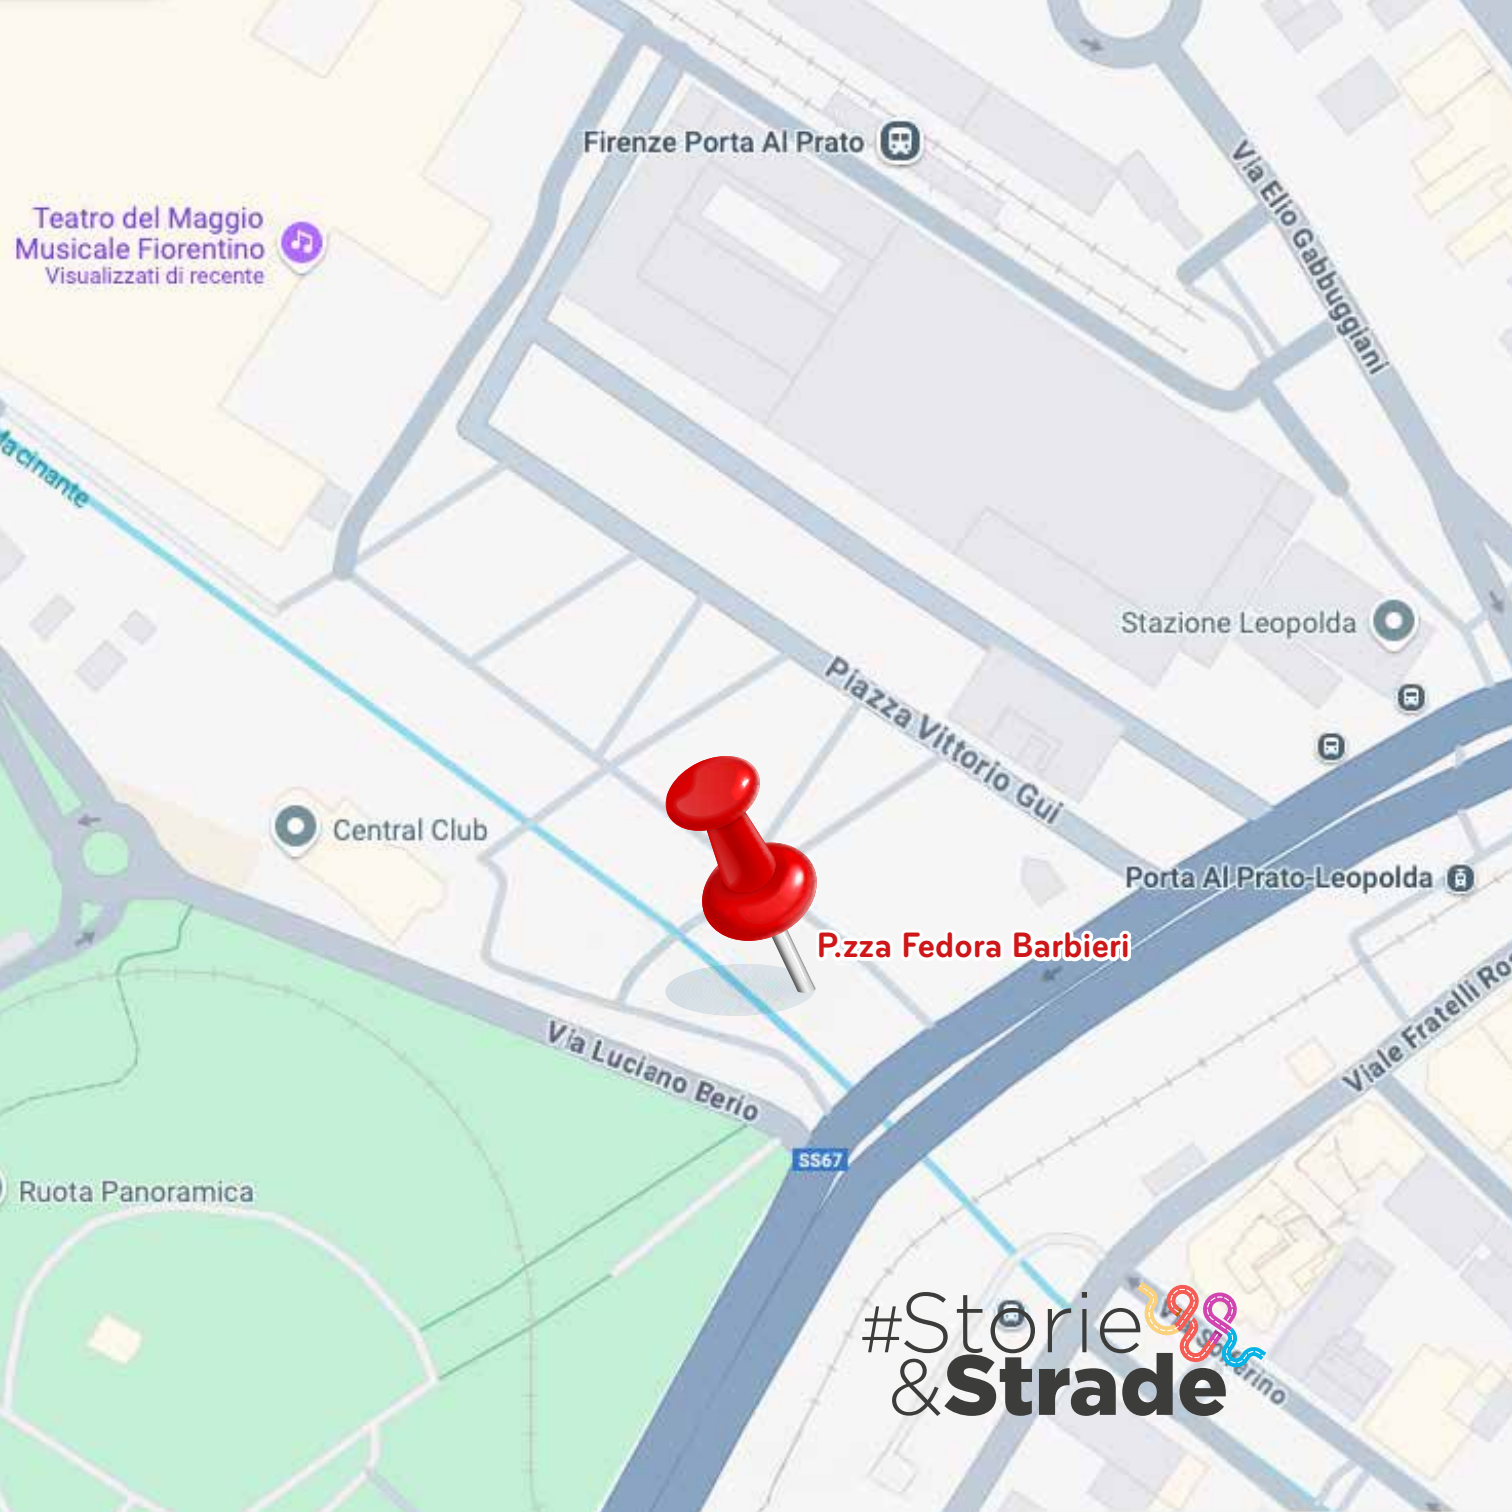 Firenze Porta Al Prato
Via Elio Gabbuggiani
Teatro del Maggio
Musicale Fiorentino
Visualizzati di recente
Macinante
Stazione Leopolda
Piazza Vittorio Gui
Central Club
Porta Al Prato-Leopolda
P.zza Fedora Barbieri
Viale Fratelli Ros
Via Luciano Berio
SS67
Ruota Panoramica
#Storie
&Strade